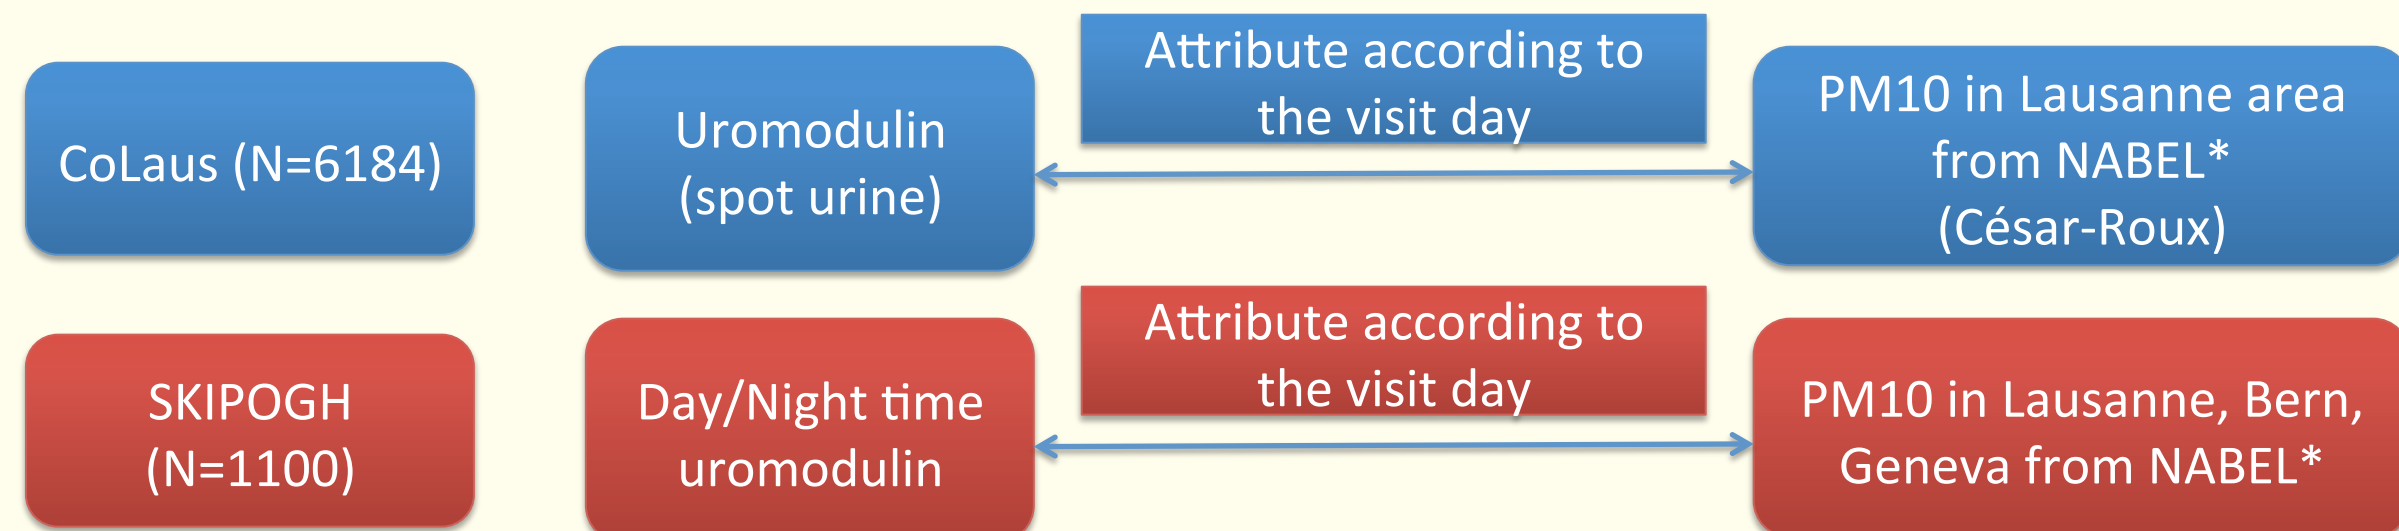 CoLaus (N=6184)
Uromodulin
(spot urine)
Attribute according to
the visit day
PM10 in Lausanne area
from NABEL*
(César-Roux)
SKIPOGH
(N=1100)
Day/Night time
uromodulin
Attribute according to
the visit day
PM10 in Lausanne, Bern,
Geneva from NABEL*